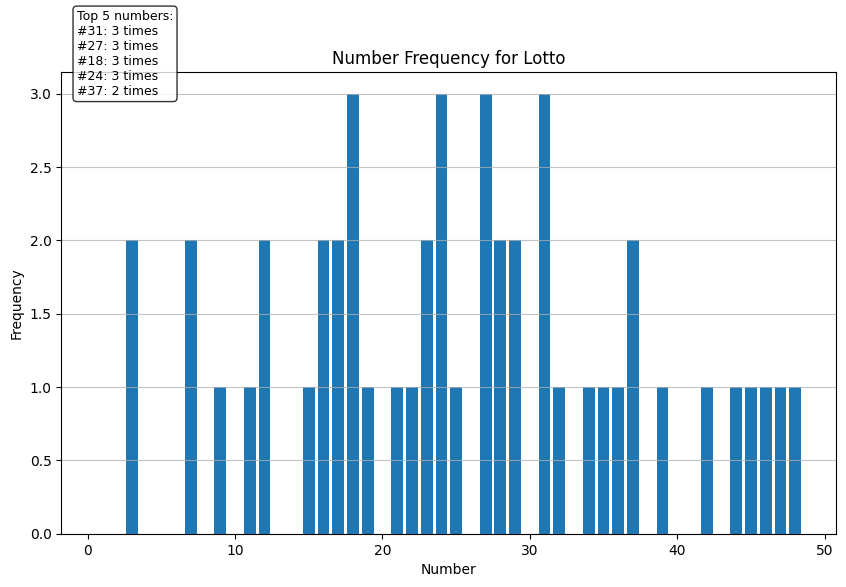 Top 5 numbers:
#31: 3 times
#27: 3 times
#18: 3 times
#24: 3 times
#37: 2 times
Number Frequency for Lotto
3.0
2.5
2.0
1.5
1.0
0.5
0.0
Frequency
0 10 20 30 40 50
Number